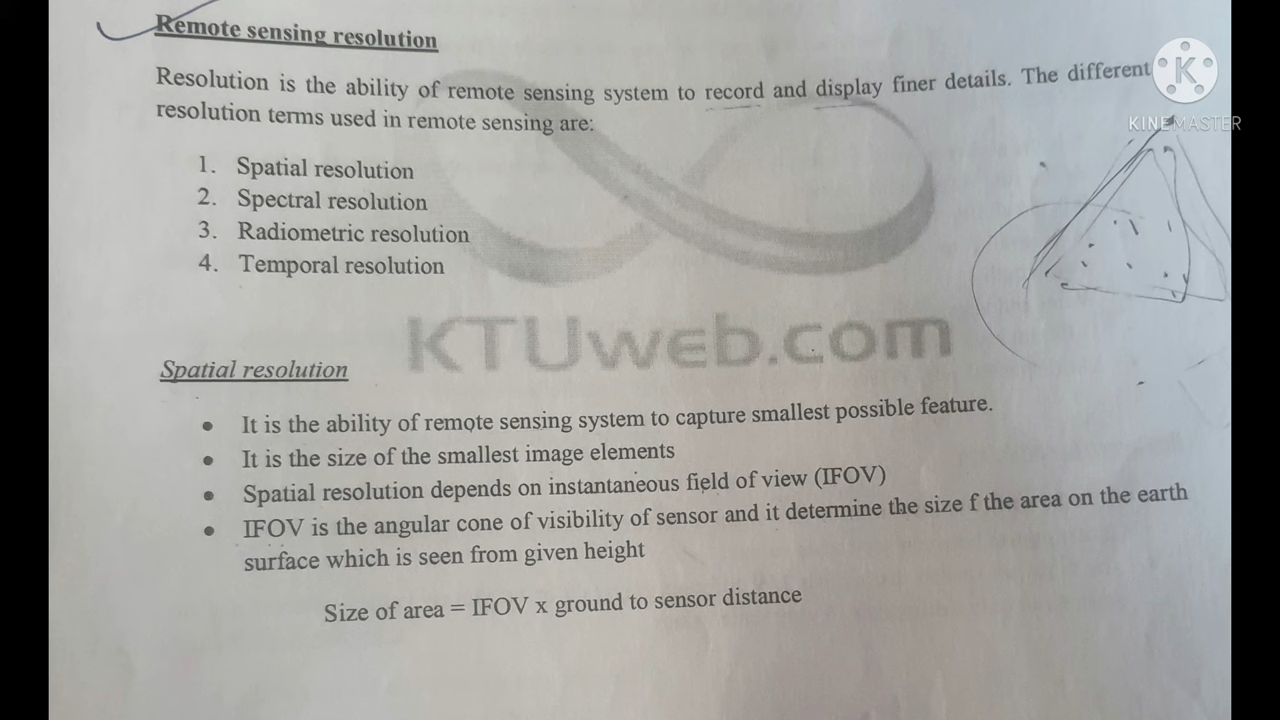 Remote sensing resolution
Resolution is the ability of remote sensing system to record and display finer details. The different
resolution terms used in remote sensing are:
K
KINEMASTER
1. Spatial resolution
2. Spectral resolution
3. Radiometric resolution
4. Temporal resolution
KTUweb.com
Spatial resolution
• It is the ability of remote sensing system to capture smallest possible feature.
• It is the size of the smallest image elements
• Spatial resolution depends on instantaneous field of view (IFOV)
• IFOV is the angular cone of visibility of sensor and it determine the size f the area on the earth
surface which is seen from given height
Size of area = IFOV x ground to sensor distance